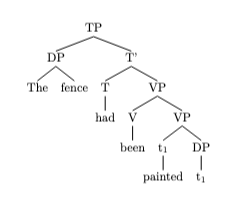 TP
DP T'
The fence T VP
had V VP
been t₁ DP
painted t₁